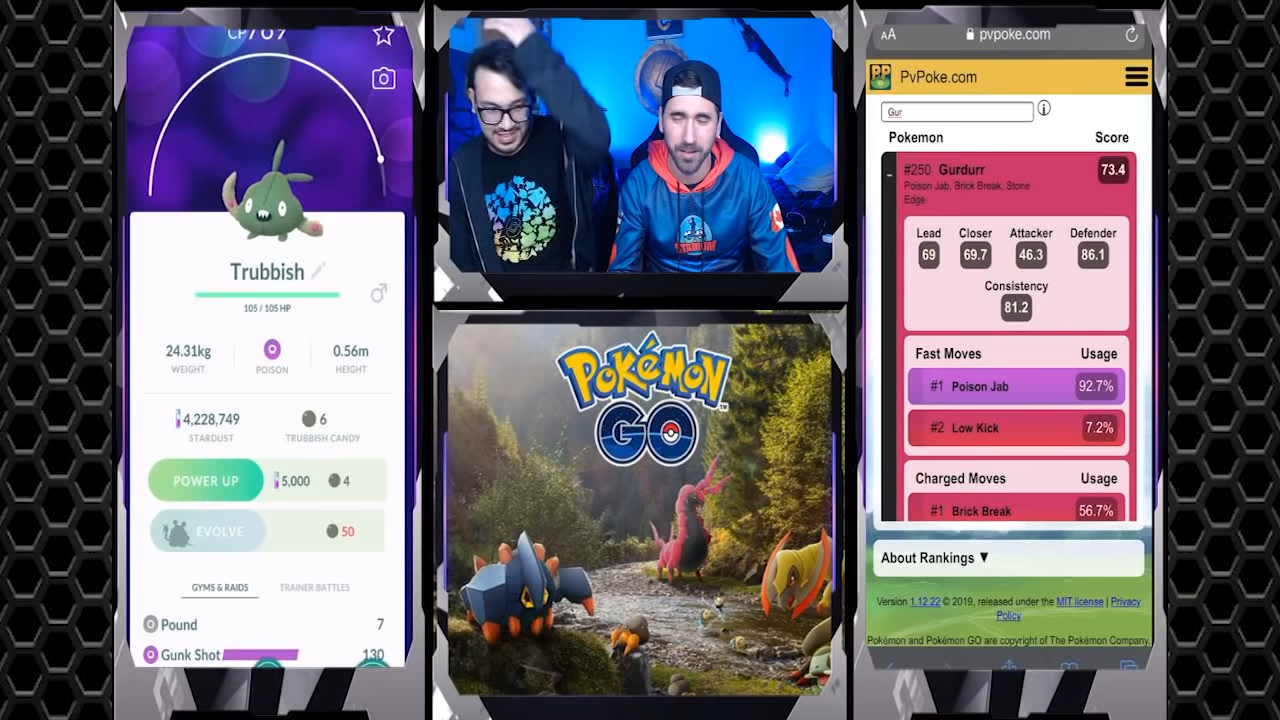 CP709
Trubbish
105 / 105 HP
24.31kg
WEIGHT
POISON
0.56m
HEIGHT
4,228,749
STARDUST
6
TRUBBISH CANDY
POWER UP
5,000
4
EVOLVE
50
GYMS & RAIDS
TRAINER BATTLES
Pound
7
Gunk Shot
130
STADIUM
POKéMON
TM
GO
AA
pvpoke.com
PvPoke.com
Gur
Pokemon
Score
#250 Gurdurr
73.4
Poison Jab, Brick Break, Stone
Edge
Lead
Closer
Attacker
Defender
69
69.7
46.3
86.1
Consistency
81.2
Fast Moves
Usage
#1 Poison Jab
92.7%
#2 Low Kick
7.2%
Charged Moves
Usage
#1 Brick Break
56.7%
About Rankings ▼
Version 1.12.22 © 2019, released under the MIT license | Privacy
Policy
Pokémon and Pokémon GO are copyright of The Pokémon Company,